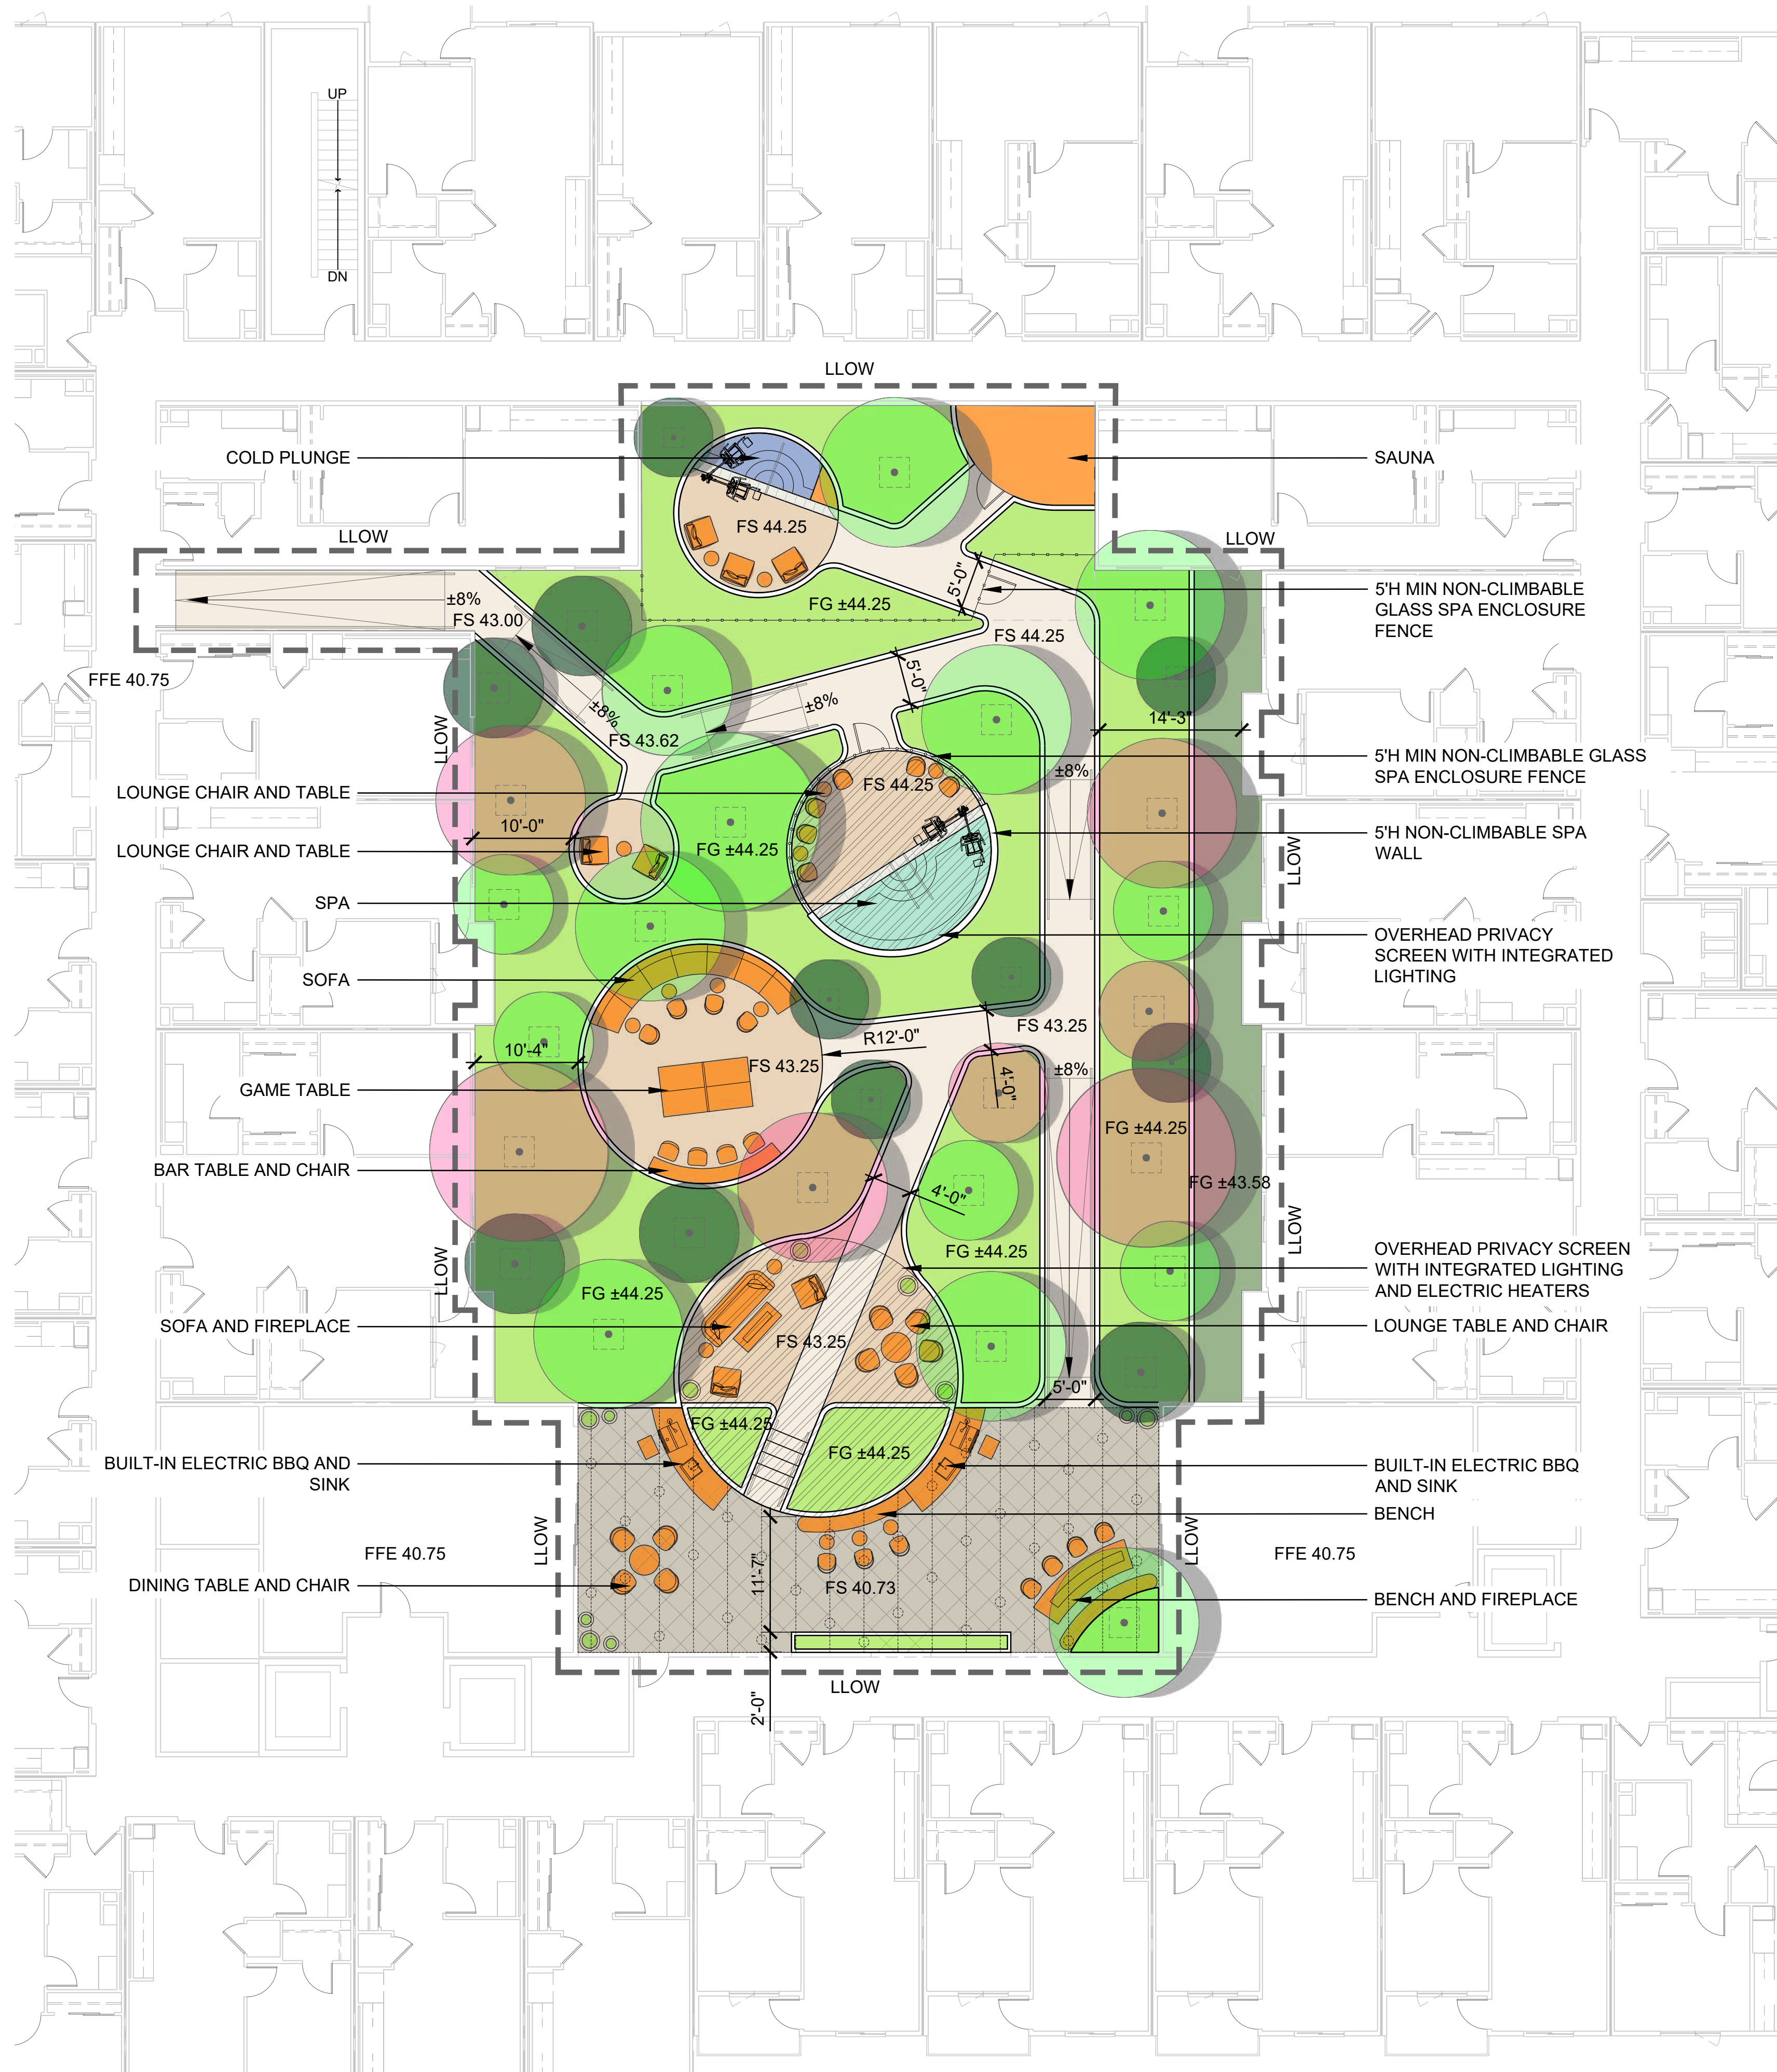 UP
DN
LLOW
COLD PLUNGE
SAUNA
FS 44.25
LLOW
LLOW
5'-0"
5'H MIN NON-CLIMBABLE
GLASS SPA ENCLOSURE
FENCE
±8%
FG ±44.25
FS 43.00
FS 44.25
FFE 40.75
5'-0"
±8%
±8%
14'-3"
LLOW
FS 43.62
5'H MIN NON-CLIMBABLE GLASS
SPA ENCLOSURE FENCE
±8%
FS 44.25
LOUNGE CHAIR AND TABLE
10'-0"
5'H NON-CLIMBABLE SPA
WALL
LOUNGE CHAIR AND TABLE
FG ±44.25
LLOW
SPA
OVERHEAD PRIVACY
SCREEN WITH INTEGRATED
LIGHTING
SOFA
FS 43.25
R12'-0"
10'-4"
FS 43.25
±8%
4'-0"
GAME TABLE
FG ±44.25
BAR TABLE AND CHAIR
FG ±43.58
4'-0"
LLOW
LLOW
FG ±44.25
OVERHEAD PRIVACY SCREEN
WITH INTEGRATED LIGHTING
AND ELECTRIC HEATERS
FG ±44.25
SOFA AND FIREPLACE
FS 43.25
LOUNGE TABLE AND CHAIR
5'-0"
FG ±44.25
FG ±44.25
BUILT-IN ELECTRIC BBQ AND
SINK
BUILT-IN ELECTRIC BBQ
AND SINK
BENCH
LLOW
LLOW
FFE 40.75
FFE 40.75
11'-7"
FS 40.73
DINING TABLE AND CHAIR
BENCH AND FIREPLACE
LLOW
2'-0"